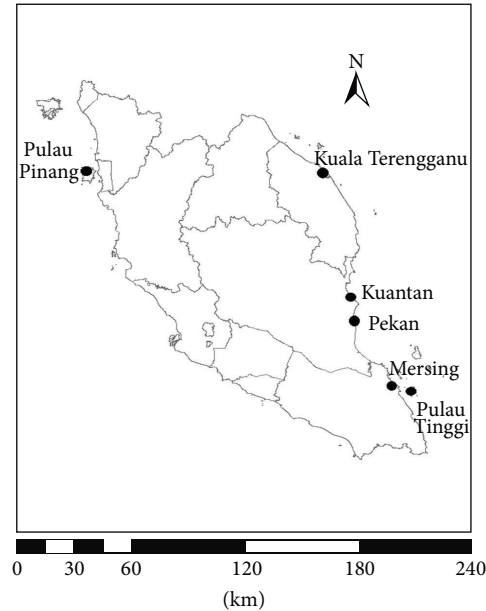 N
Pulau
Pinang
Kuala Terengganu
Kuantan
Pekan
Mersing
Pulau
Tinggi
0 30 60 120 180 240
(km)